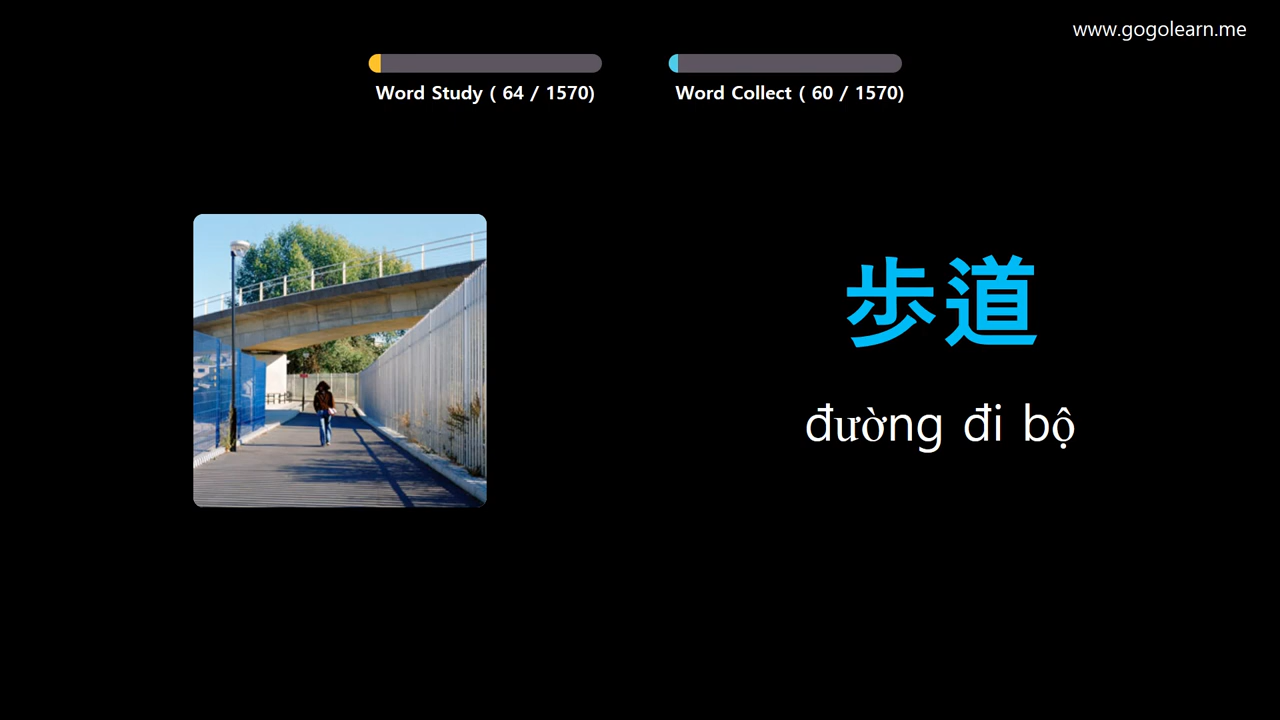 www.gogolearn.me
Word Study ( 64 / 1570)
Word Collect ( 60 / 1570)
歩道
đường đi bộ